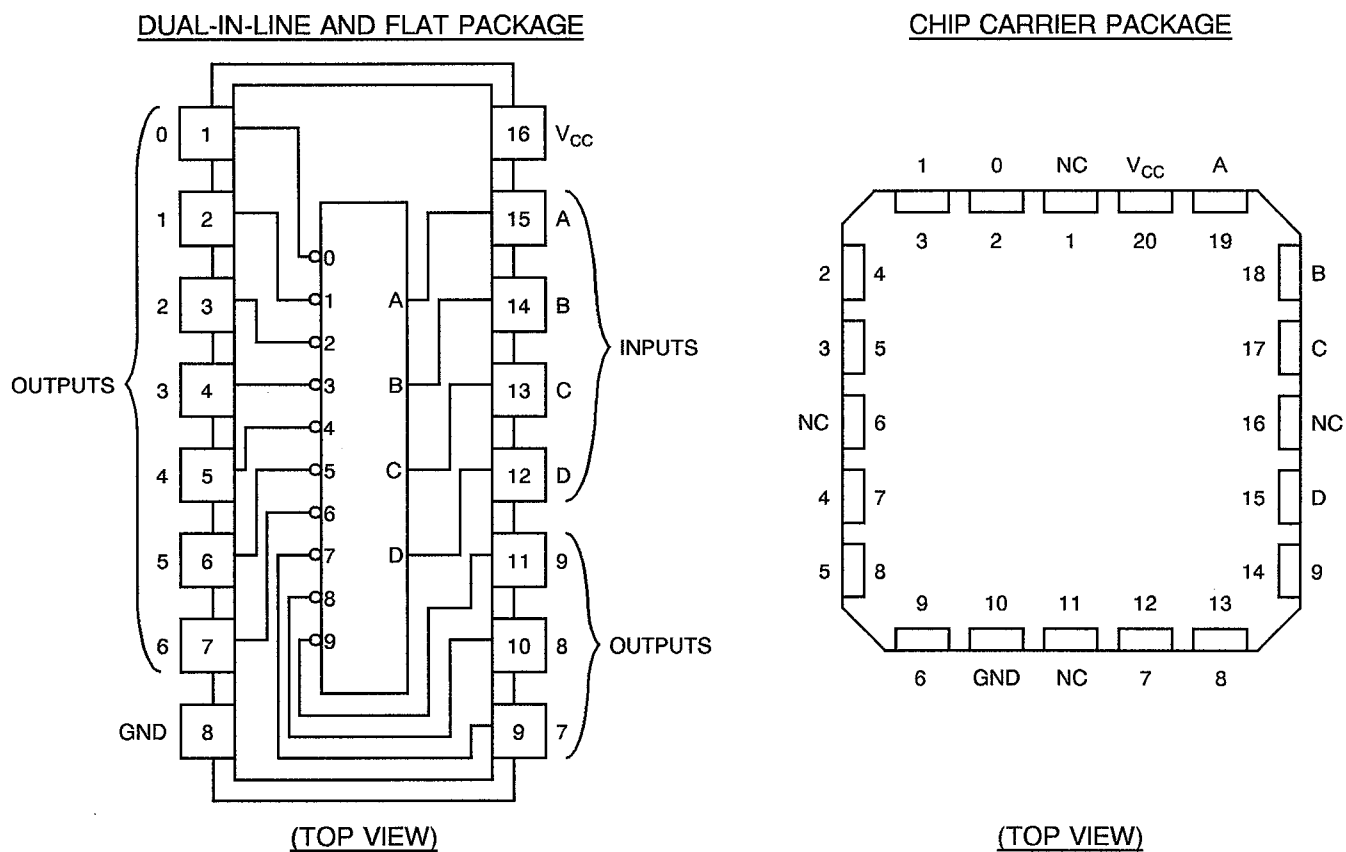 DUAL-IN-LINE AND FLAT PACKAGE
0 1 16 VCC
1 2 15 A
0
2 3 1 A 14 B
2
OUTPUTS 3 4 3 B 13 C INPUTS
4
4 5 5 C 12 D
6
5 6 7 D 11 9
8
6 7 9 10 8 OUTPUTS
GND 8 9 7
(TOP VIEW)
CHIP CARRIER PACKAGE
1 0 NC VCC A
3 2 1 20 19
2 4 18 B
3 5 17 C
NC 6 16 NC
4 7 15 D
5 8 14 9
9 10 11 12 13
6 GND NC 7 8
(TOP VIEW)